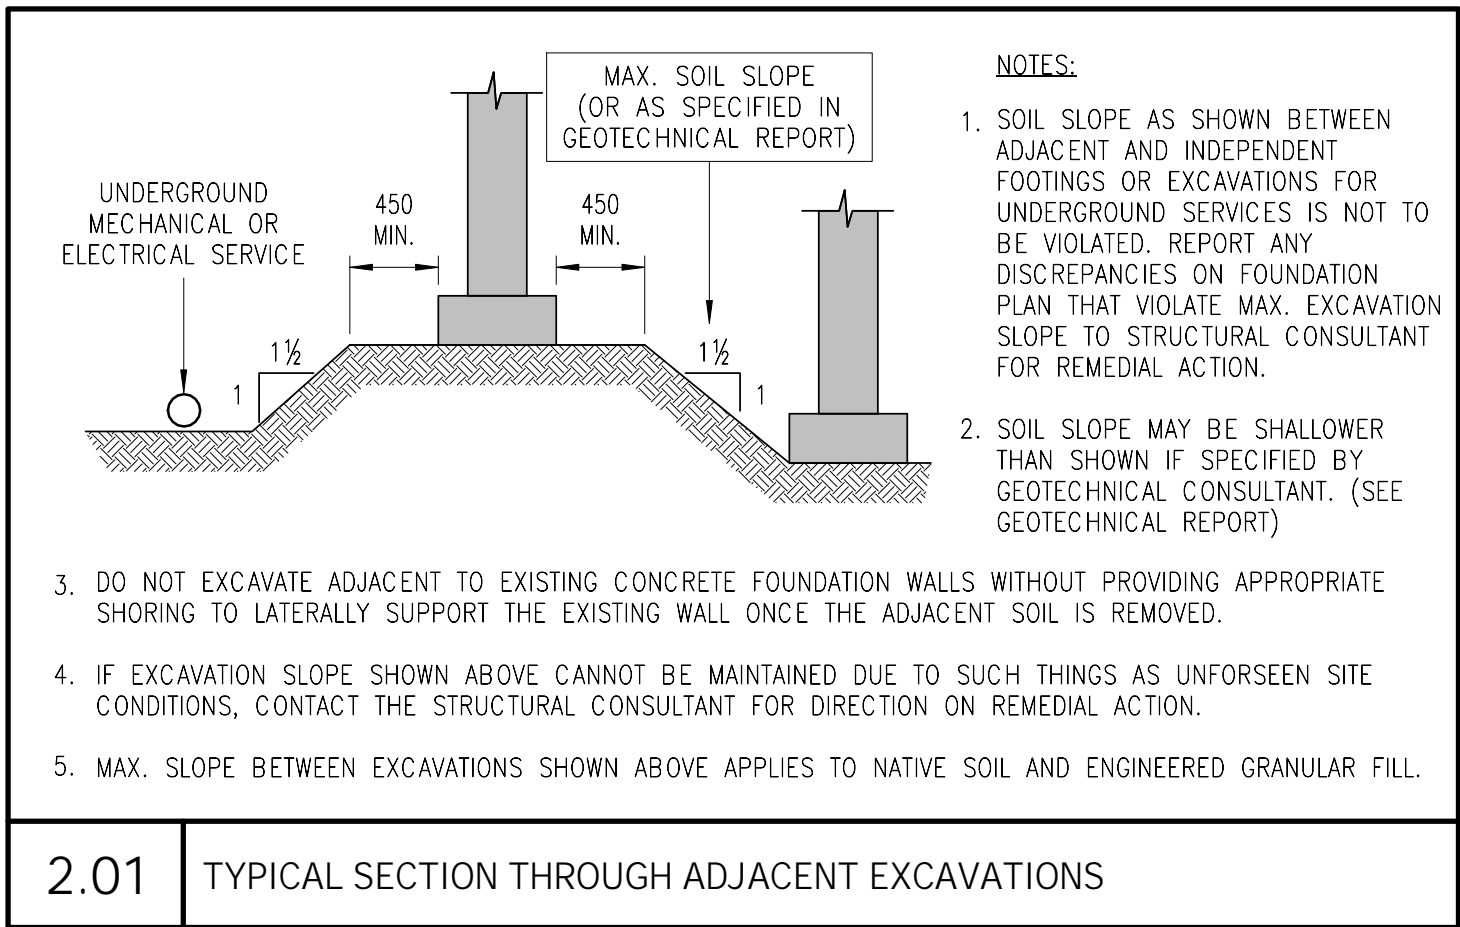 MAX. SOIL SLOPE
(OR AS SPECIFIED IN
GEOTECHNICAL REPORT)
UNDERGROUND
MECHANICAL OR
ELECTRICAL SERVICE
450
MIN.
450
MIN.
1½
1
1½
1
NOTES:
1. SOIL SLOPE AS SHOWN BETWEEN
ADJACENT AND INDEPENDENT
FOOTINGS OR EXCAVATIONS FOR
UNDERGROUND SERVICES IS NOT TO
BE VIOLATED. REPORT ANY
DISCREPANCIES ON FOUNDATION
PLAN THAT VIOLATE MAX. EXCAVATION
SLOPE TO STRUCTURAL CONSULTANT
FOR REMEDIAL ACTION.
2. SOIL SLOPE MAY BE SHALLOWER
THAN SHOWN IF SPECIFIED BY
GEOTECHNICAL CONSULTANT. (SEE
GEOTECHNICAL REPORT)
3. DO NOT EXCAVATE ADJACENT TO EXISTING CONCRETE FOUNDATION WALLS WITHOUT PROVIDING APPROPRIATE
SHORING TO LATERALLY SUPPORT THE EXISTING WALL ONCE THE ADJACENT SOIL IS REMOVED.
4. IF EXCAVATION SLOPE SHOWN ABOVE CANNOT BE MAINTAINED DUE TO SUCH THINGS AS UNFORSEEN SITE
CONDITIONS, CONTACT THE STRUCTURAL CONSULTANT FOR DIRECTION ON REMEDIAL ACTION.
5. MAX. SLOPE BETWEEN EXCAVATIONS SHOWN ABOVE APPLIES TO NATIVE SOIL AND ENGINEERED GRANULAR FILL.
2.01
TYPICAL SECTION THROUGH ADJACENT EXCAVATIONS